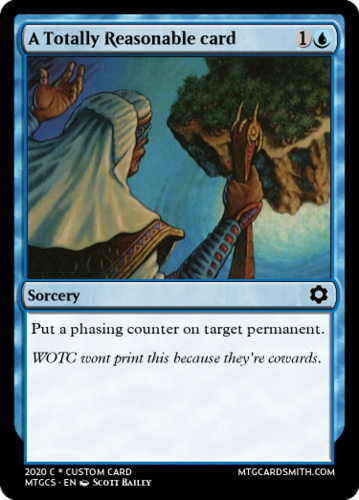 A Totally Reasonable card 1
Sorcery
Put a phasing counter on target permanent.
WOTC wont print this because they're cowards.
2020 C * CUSTOM CARD
MTGCS · EN Scott Bailey
MTGCARDSMITH.COM